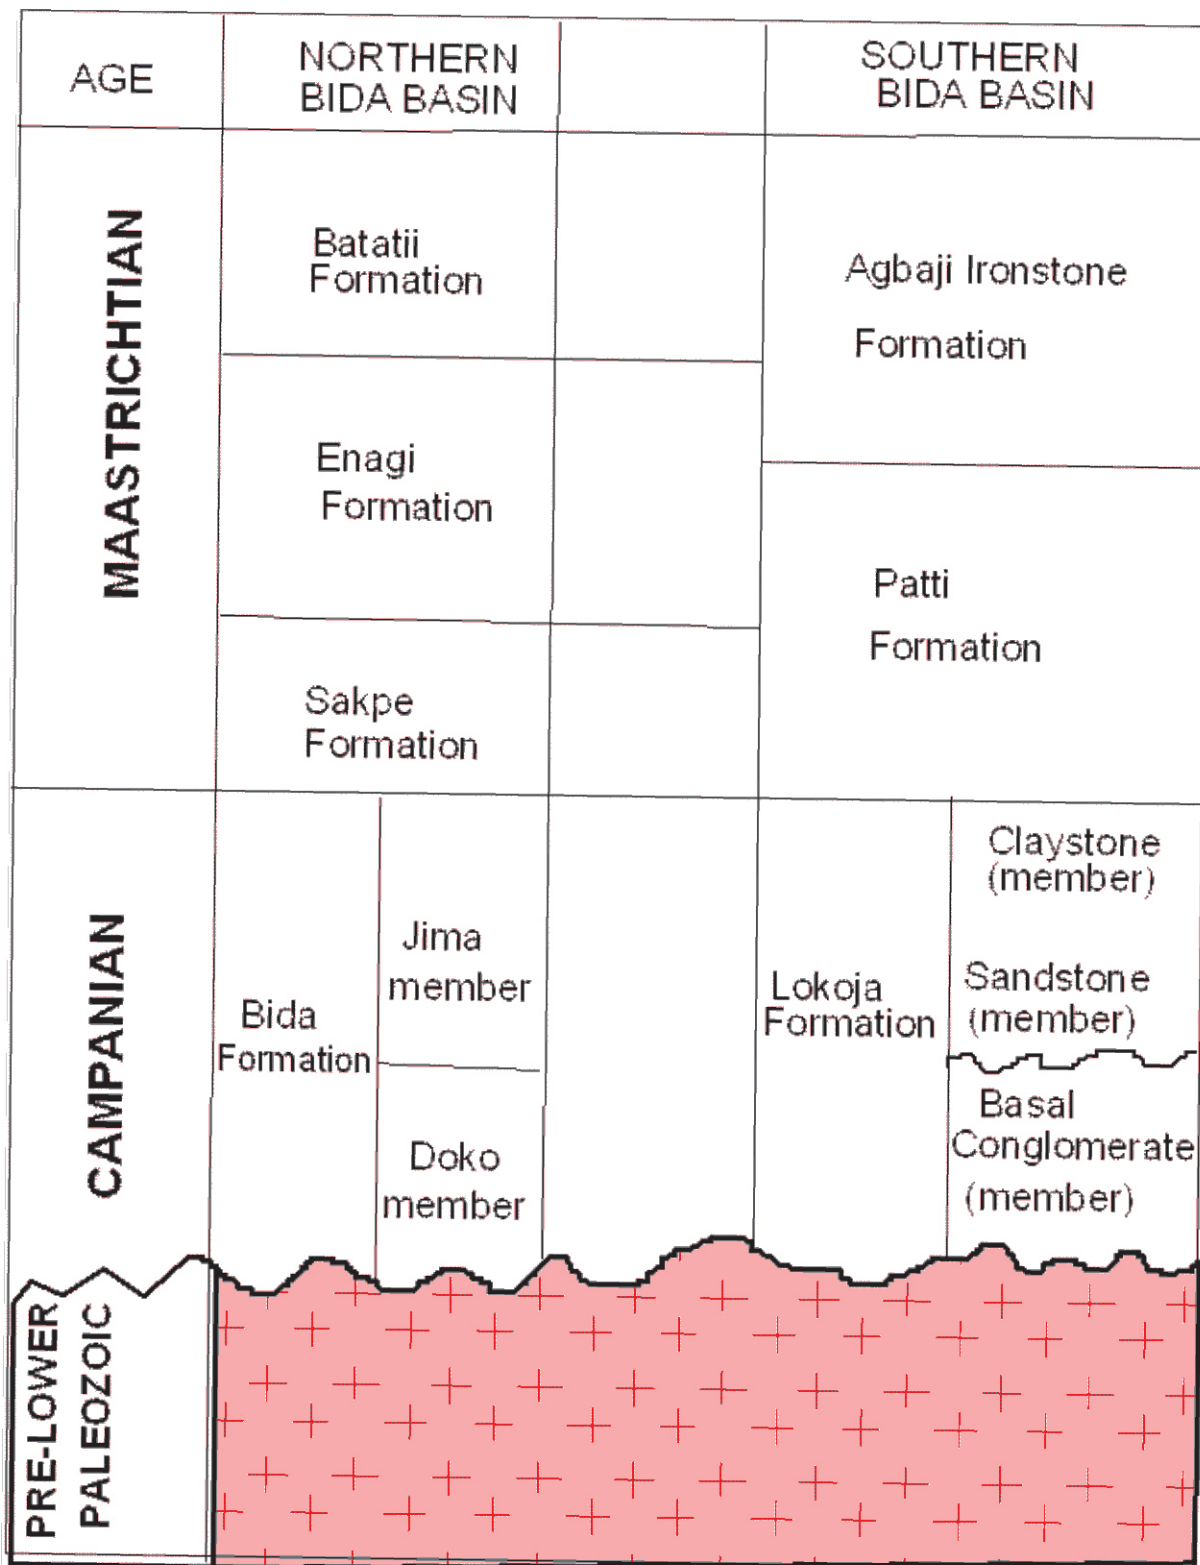 AGE
NORTHERN
BIDA BASIN
SOUTHERN
BIDA BASIN
MAASTRICHTIAN
Batatii
Formation
Agbaji Ironstone
Formation
Enagi
Formation
Patti
Formation
Sakpe
Formation
CAMPANIAN
Bida
Formation
Jima
member
Doko
member
Lokoja
Formation
Claystone
(member)
Sandstone
(member)
Basal
Conglomerate
(member)
PRE-LOWER
PALEOZOIC